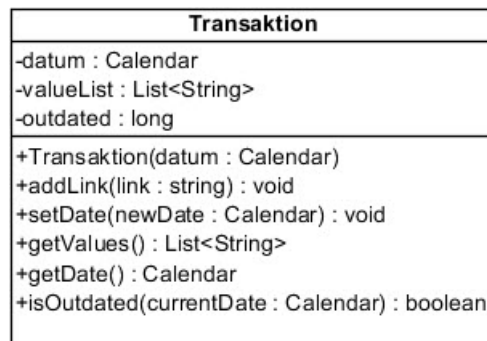 Transaktion
-datum : Calendar
-valueList : List<String>
-outdated : long
+Transaktion(datum : Calendar)
+addLink(link : string) : void
+setDate(newDate : Calendar) : void
+getValues() : List<String>
+getDate() : Calendar
+isOutdated(currentDate : Calendar) : boolean